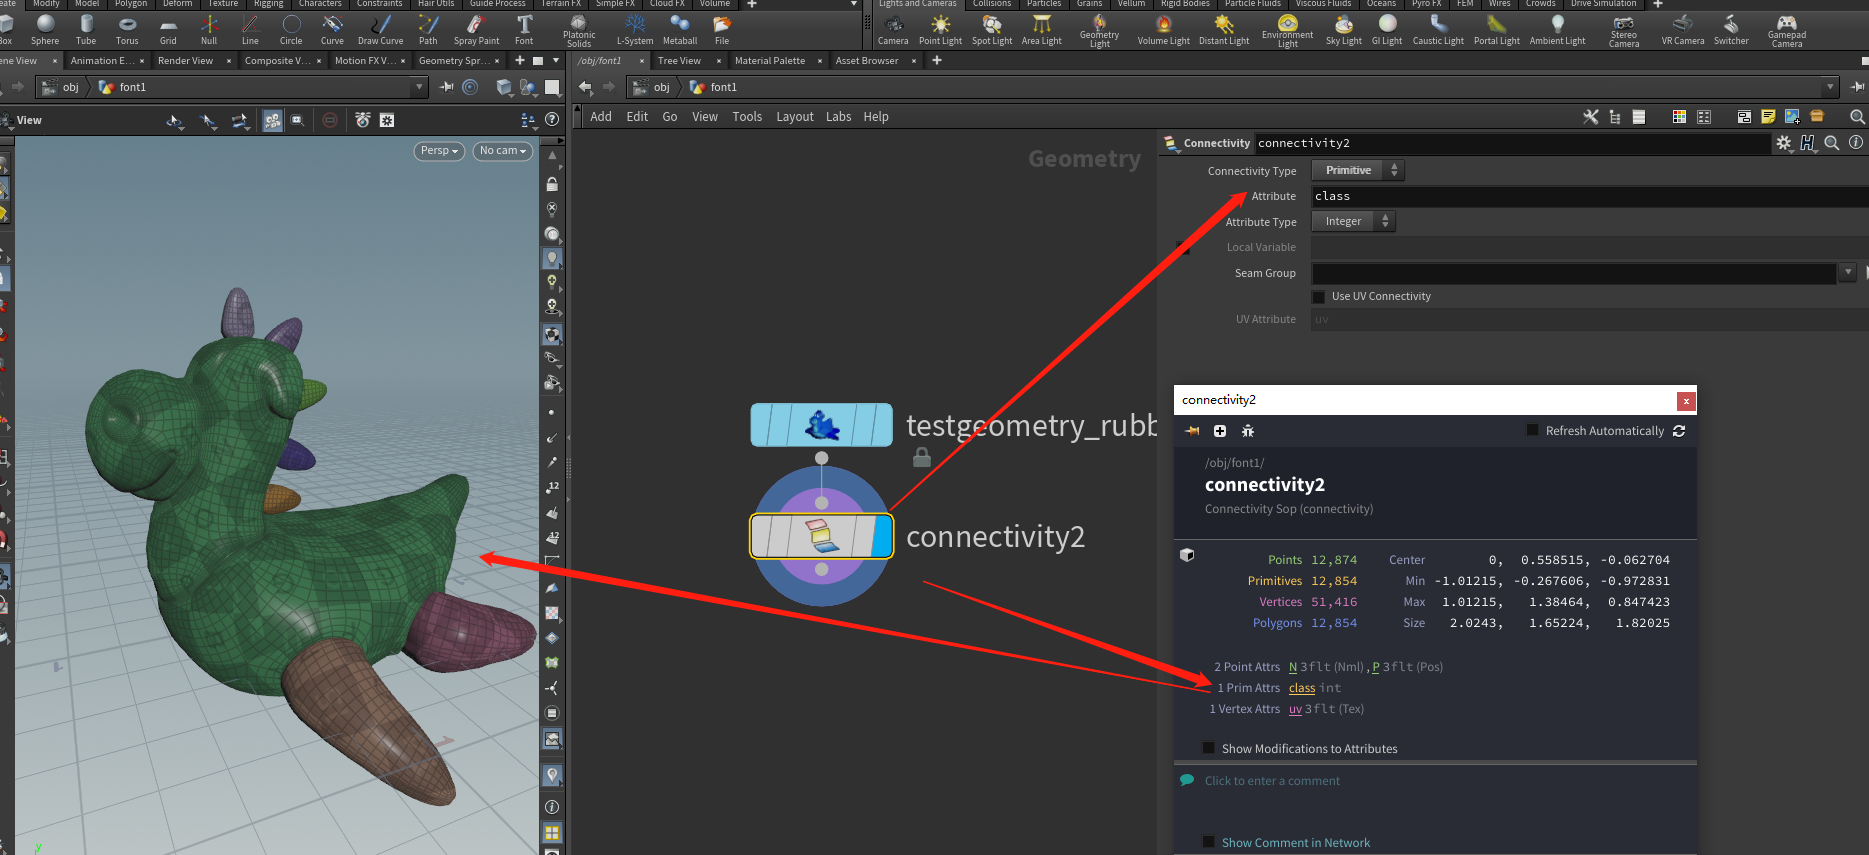 Modify Model Polygon Deform Texture Rigging Characters Constraints Hair Utils Guide Process Terrain FX Simple FX Cloud FX Volume
Lights and Cameras Collisions Particles Grains Vellum Rigid Bodies Particle Fluids Viscous Fluids Oceans Pyro FX FEM Wires Crowds Drive Simulation
Sphere Tube Torus Grid Null Line Circle Curve Draw Curve Path Spray Paint Font Platonic Solids L-System Metaball File
Camera Point Light Spot Light Area Light Geometry Light Volume Light Distant Light Environment Light Sky Light GI Light Caustic Light Portal Light Ambient Light Stereo Camera VR Camera Switcher Gamepad Camera
Animation E... Render View Composite V... Motion FX V... Geometry Spr...
/obj/font1 Tree View Material Palette Asset Browser
obj font1
obj font1
View
Add Edit Go View Tools Layout Labs Help
Persp No cam
Geometry
Connectivity connectivity2
Connectivity Type Primitive
Attribute class
Attribute Type Integer
Local Variable
Seam Group
Use UV Connectivity
UV Attribute uv
testgeometry_rubb
connectivity2
12
12
connectivity2
Refresh Automatically
/obj/font1/
connectivity2
Connectivity Sop (connectivity)
Points 12,874 Center 0, 0.558515, -0.062704
Primitives 12,854 Min -1.01215, -0.267606, -0.972831
Vertices 51,416 Max 1.01215, 1.38464, 0.847423
Polygons 12,854 Size 2.0243, 1.65224, 1.82025
2 Point Attrs N 3flt (Nml), P 3flt (Pos)
1 Prim Attrs class int
1 Vertex Attrs uv 3flt (Tex)
Show Modifications to Attributes
Click to enter a comment
Show Comment in Network
y